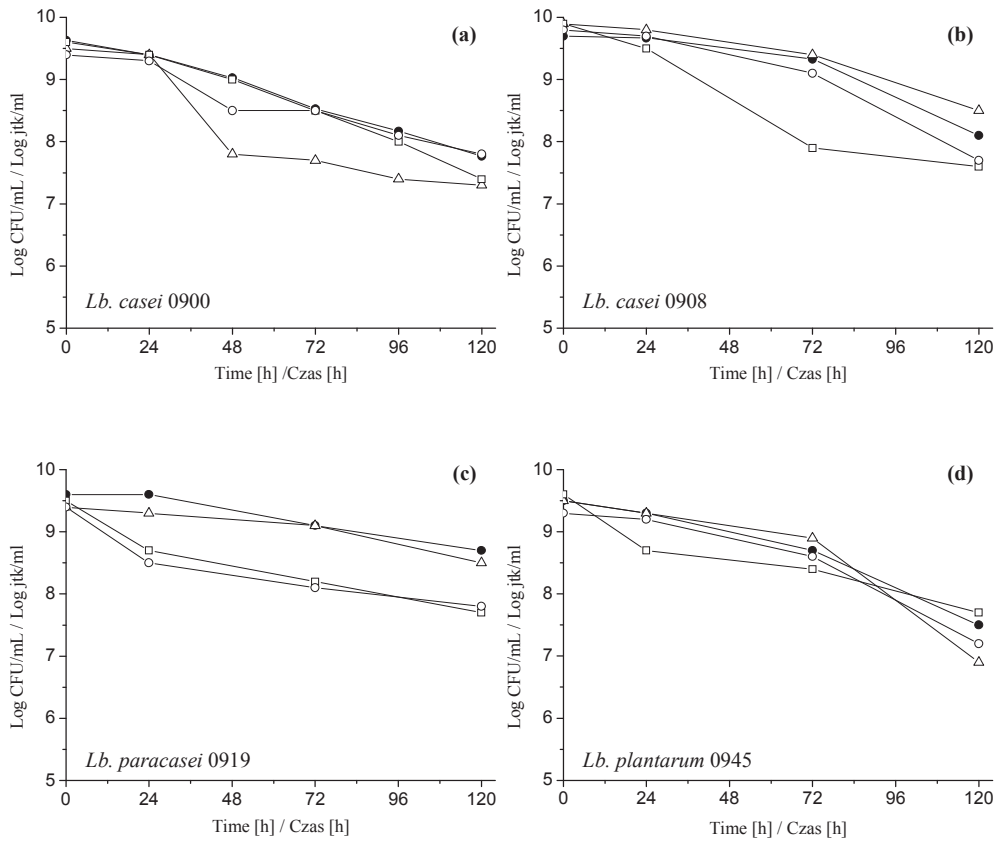 (a)
10
9
8
7
6
5
Log CFU/mL / Log jtk/ml
Lb. casei 0900
0 24 48 72 96 120
Time [h] /Czas [h]
(b)
10
9
8
7
6
5
Log CFU/mL / Log jtk/ml
Lb. casei 0908
0 24 48 72 96 120
Time [h] / Czas [h]
(c)
10
9
8
7
6
5
Log CFU/mL / Log jtk/ml
Lb. paracasei 0919
0 24 48 72 96 120
Time [h] / Czas [h]
(d)
10
9
8
7
6
5
Log CFU/mL / Log jtk/ml
Lb. plantarum 0945
0 24 48 72 96 120
Time [h] / Czas [h]